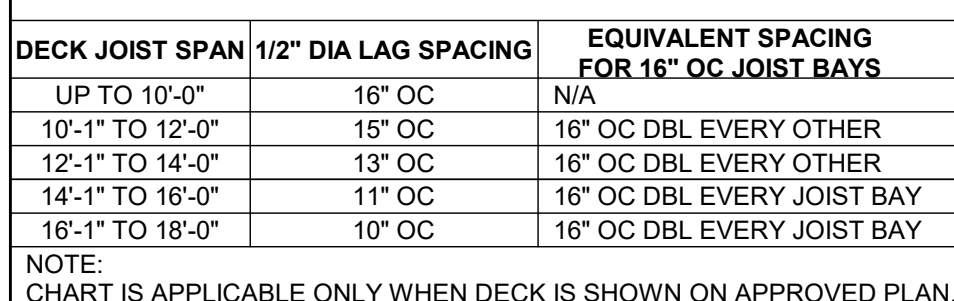 DECK JOIST SPAN 1/2" DIA LAG SPACING EQUIVALENT SPACING
FOR 16" OC JOIST BAYS
UP TO 10'-0" 16" OC N/A
10'-1" TO 12'-0" 15" OC 16" OC DBL EVERY OTHER
12'-1" TO 14'-0" 13" OC 16" OC DBL EVERY OTHER
14'-1" TO 16'-0" 11" OC 16" OC DBL EVERY JOIST BAY
16'-1" TO 18'-0" 10" OC 16" OC DBL EVERY JOIST BAY
NOTE:
CHART IS APPLICABLE ONLY WHEN DECK IS SHOWN ON APPROVED PLAN.